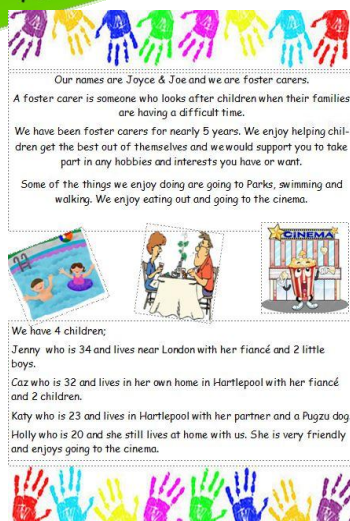 Our names are Joyce & Joe and we are foster carers.
A foster carer is someone who looks after children when their families
are having a difficult time.
We have been foster carers for nearly 5 years. We enjoy helping chil-
dren get the best out of themselves and we would support you to take
part in any hobbies and interests you have or want.
Some of the things we enjoy doing are going to Parks, swimming and
walking. We enjoy eating out and going to the cinema.
CINEMA
We have 4 children;
Jenny who is 34 and lives near London with her fiancé and 2 little
boys.
Caz who is 32 and lives in her own home in Hartlepool with her fiancé
and 2 children.
Katy who is 23 and lives in Hartlepool with her partner and a Pugzu dog
Holly who is 20 and she still lives at home with us. She is very friendly
and enjoys going to the cinema.